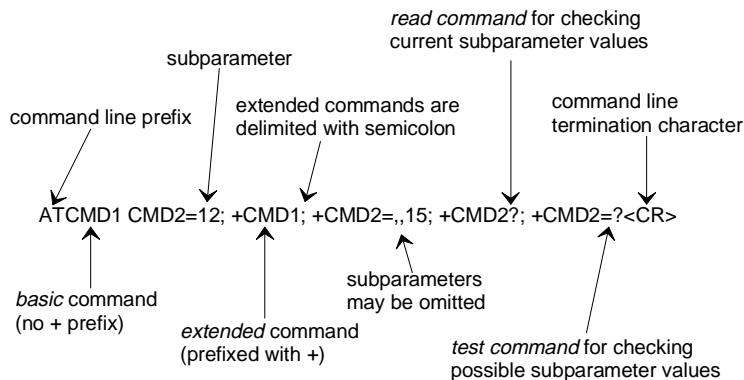 read command for checking
current subparameter values
subparameter
extended commands are
delimited with semicolon
command line
termination character
command line prefix
ATCMD1 CMD2=12; +CMD1; +CMD2=,,15; +CMD2?; +CMD2=?<CR>
basic command
(no + prefix)
extended command
(prefixed with +)
subparameters
may be omitted
test command for checking
possible subparameter values